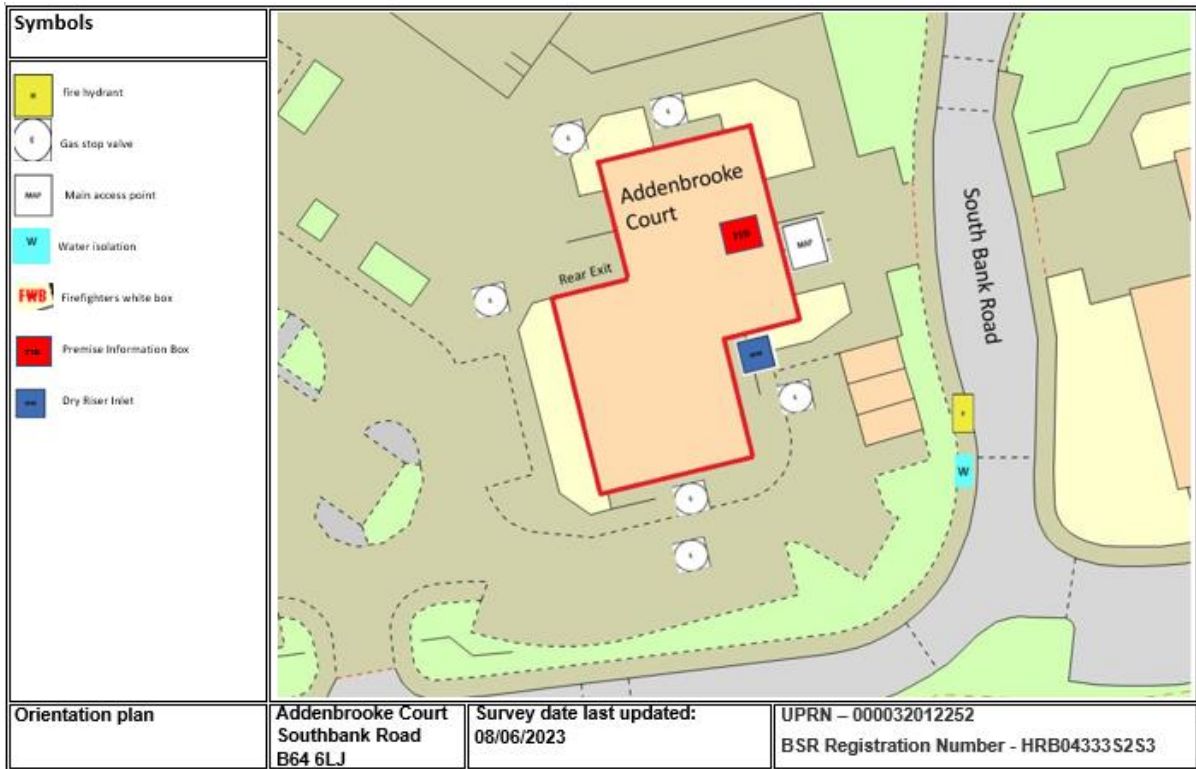 Symbols
fire hydrant
Gas stop valve
MAP
Main access point
W
Water isolation
FWB
Firefighters white box
Premise Information Box
Dry Riser Inlet
Addenbrooke
Court
MAP
Rear Exit
South Bank Road
W
Orientation plan
Addenbrooke Court
Southbank Road
B64 6LJ
Survey date last updated:
08/06/2023
UPRN – 000032012252
BSR Registration Number - HRB04333S2S3